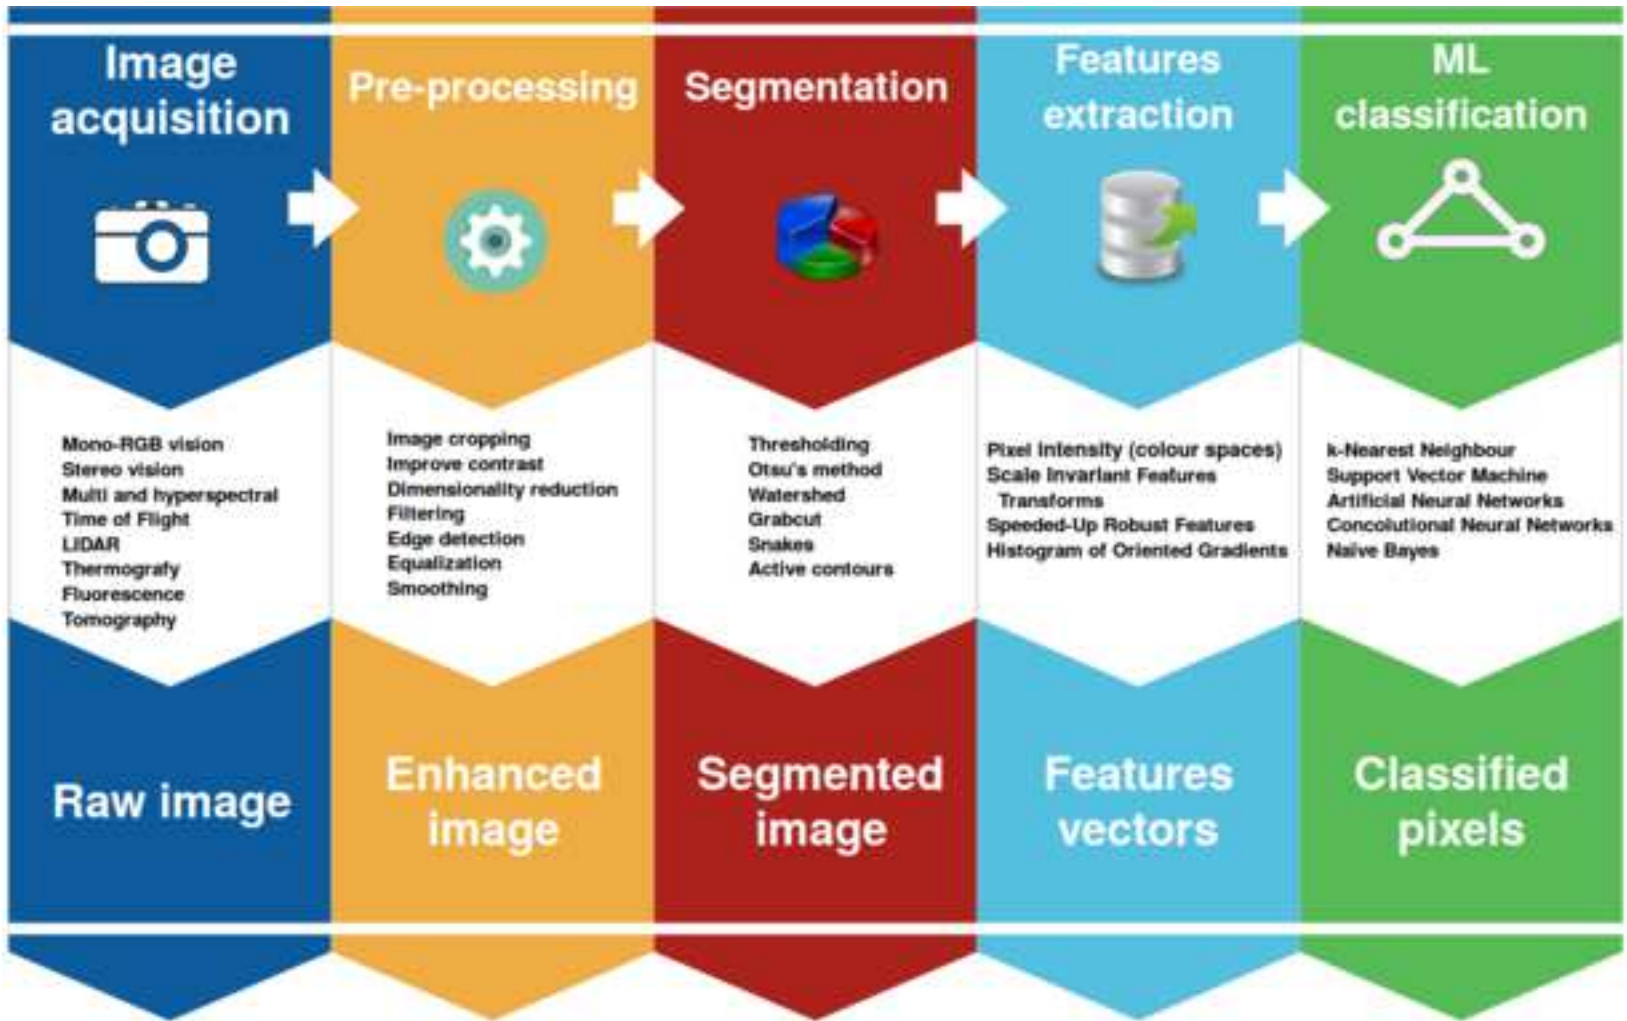 Image
acquisition
Pre-processing
Segmentation
Features
extraction
ML
classification
Mono-RGB vision
Stereo vision
Multi and hyperspectral
Time of Flight
LIDAR
Thermografy
Fluorescence
Tomography
Image cropping
Improve contrast
Dimensionality reduction
Filtering
Edge detection
Equalization
Smoothing
Thresholding
Otsu's method
Watershed
Grabcut
Snakes
Active contours
Pixel Intensity (colour spaces)
Scale Invariant Features
Transforms
Speeded-Up Robust Features
Histogram of Oriented Gradients
k-Nearest Neighbour
Support Vector Machine
Artificial Neural Networks
Concolutional Neural Networks
Naïve Bayes
Raw image
Enhanced
image
Segmented
image
Features
vectors
Classified
pixels